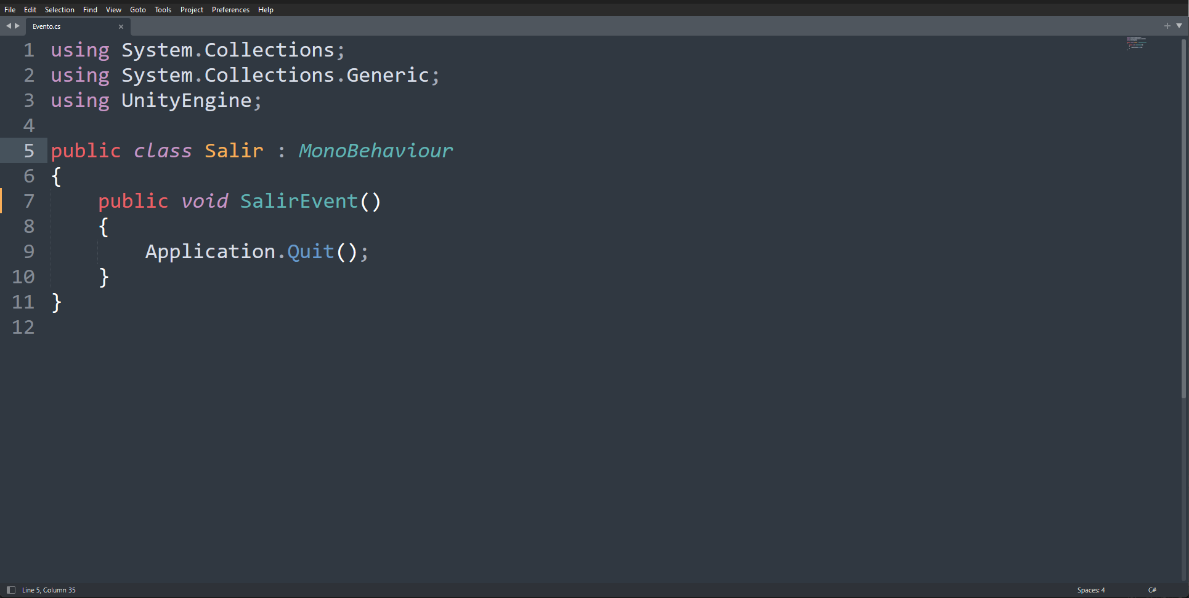 File Edit Selection Find View Goto Tools Project Preferences Help
Evento.cs
1 using System.Collections;
2 using System.Collections.Generic;
3 using UnityEngine;
4
5 public class Salir : MonoBehaviour
6 {
7     public void SalirEvent()
8     {
9         Application.Quit();
10     }
11 }
12
Line 5, Column 35 Spaces: 4 C#